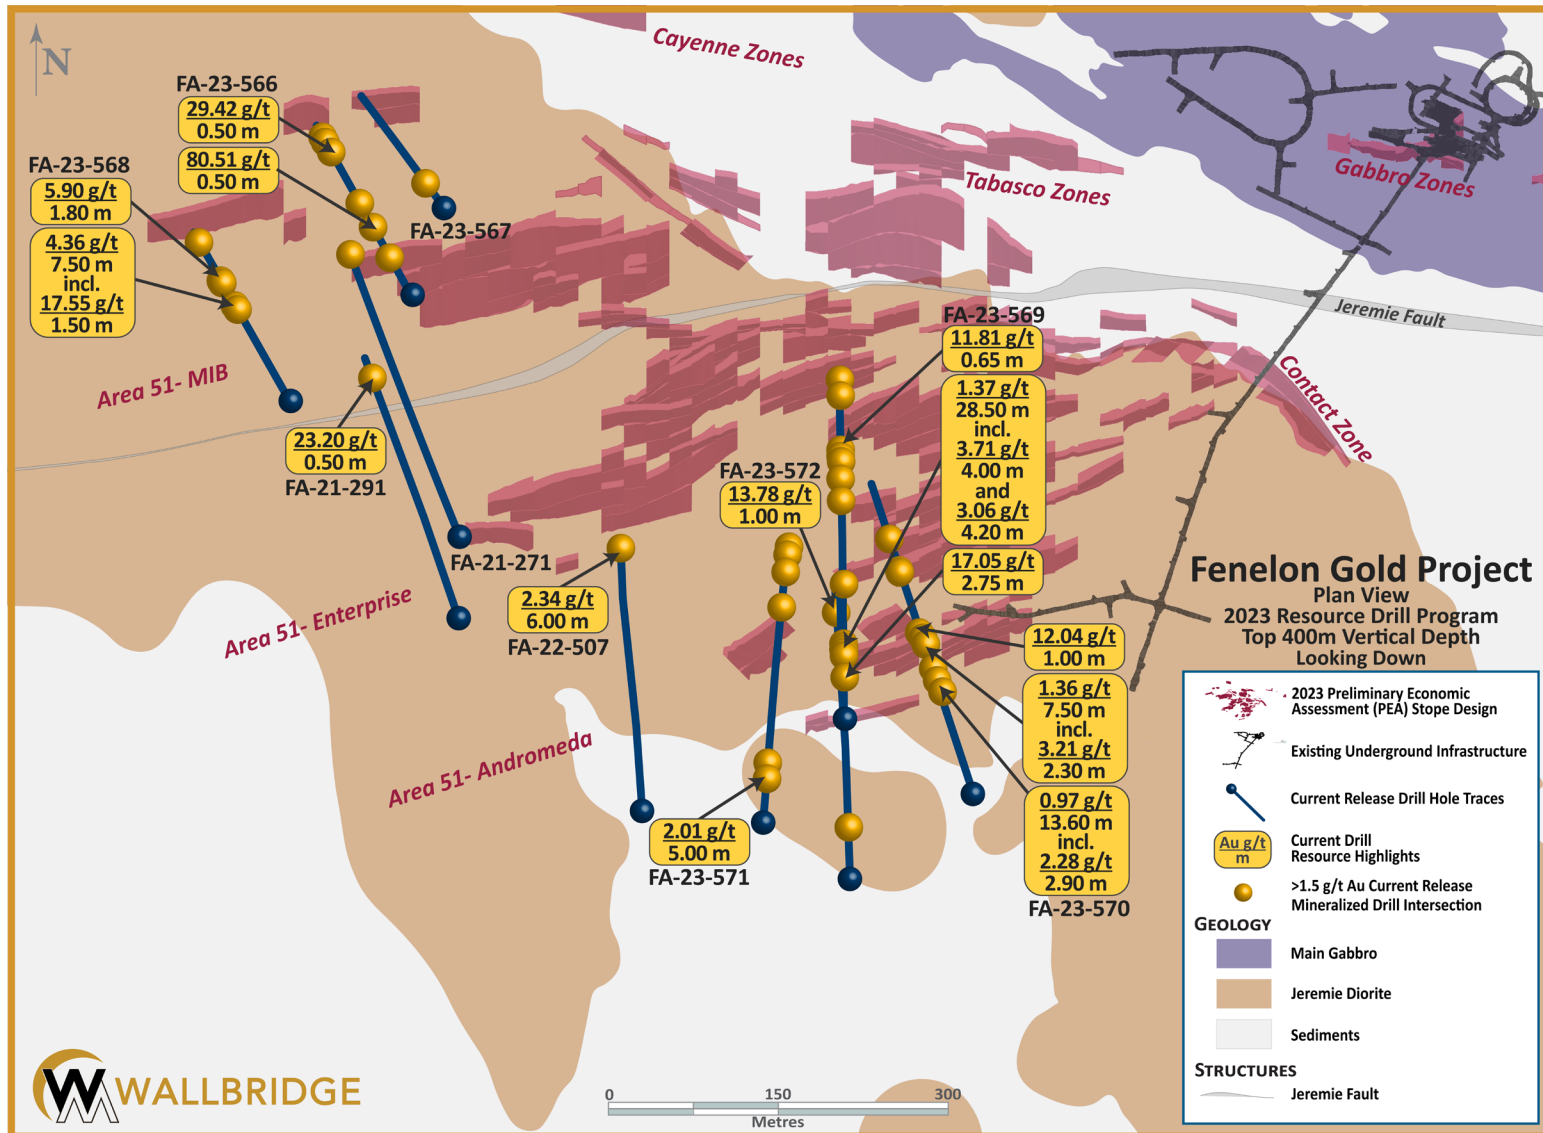 N
Cayenne Zones
FA-23-566
29.42 g/t
0.50 m
80.51 g/t
0.50 m
FA-23-568
5.90 g/t
1.80 m
4.36 g/t
7.50 m
incl.
17.55 g/t
1.50 m
FA-23-567
Tabasco Zones
Gabbro Zones
Jeremie Fault
Area 51- MIB
23.20 g/t
0.50 m
FA-21-291
FA-23-569
11.81 g/t
0.65 m
1.37 g/t
28.50 m
incl.
3.71 g/t
4.00 m
and
3.06 g/t
4.20 m
17.05 g/t
2.75 m
Contact Zone
FA-23-572
13.78 g/t
1.00 m
FA-21-271
Area 51- Enterprise
2.34 g/t
6.00 m
FA-22-507
Area 51- Andromeda
2.01 g/t
5.00 m
FA-23-571
12.04 g/t
1.00 m
1.36 g/t
7.50 m
incl.
3.21 g/t
2.30 m
0.97 g/t
13.60 m
incl.
2.28 g/t
2.90 m
FA-23-570
Fenelon Gold Project
Plan View
2023 Resource Drill Program
Top 400m Vertical Depth
Looking Down
2023 Preliminary Economic
Assessment (PEA) Stope Design
Existing Underground Infrastructure
Current Release Drill Hole Traces
Au g/t
m
Current Drill
Resource Highlights
>1.5 g/t Au Current Release
Mineralized Drill Intersection
GEOLOGY
Main Gabbro
Jeremie Diorite
Sediments
STRUCTURES
Jeremie Fault
WALLBRIDGE
0 150 300
Metres